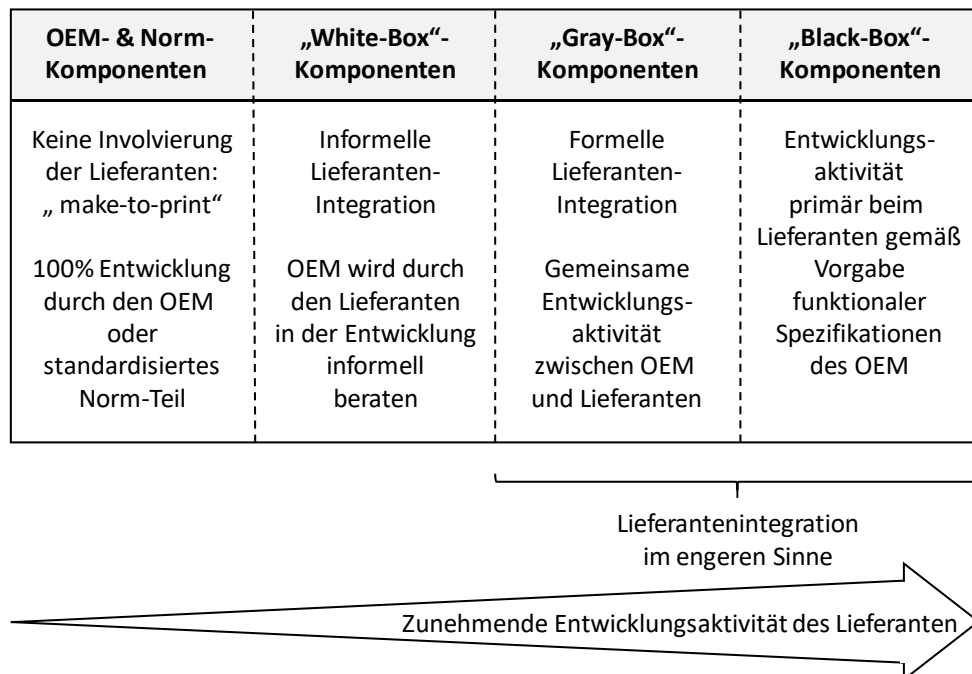 OEM- & Norm-
Komponenten
„White-Box“-
Komponenten
„Gray-Box“-
Komponenten
„Black-Box“-
Komponenten
Keine Involvierung
der Lieferanten:
„ make-to-print“
100% Entwicklung
durch den OEM
oder
standardisiertes
Norm-Teil
Informelle
Lieferanten-
Integration
OEM wird durch
den Lieferanten
in der Entwicklung
informell
beraten
Formelle
Lieferanten-
Integration
Gemeinsame
Entwicklungs-
aktivität
zwischen OEM
und Lieferanten
Entwicklungs-
aktivität
primär beim
Lieferanten gemäß
Vorgabe
funktionaler
Spezifikationen
des OEM
Lieferantenintegration
im engeren Sinne
Zunehmende Entwicklungsaktivität des Lieferanten